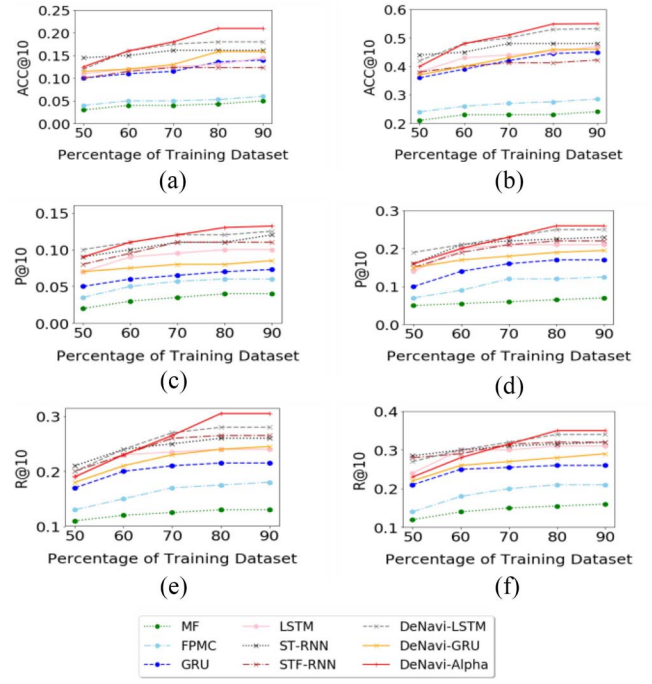 0.25
0.20
0.15
0.10
0.05
0.00
ACC@10
50 60 70 80 90
Percentage of Training Dataset
(a)
0.6
0.5
0.4
0.3
0.2
ACC@10
50 60 70 80 90
Percentage of Training Dataset
(b)
0.15
0.10
0.05
0.00
P@10
50 60 70 80 90
Percentage of Training Dataset
(c)
0.3
0.2
0.1
0.0
P@10
50 60 70 80 90
Percentage of Training Dataset
(d)
0.3
0.2
0.1
R@10
50 60 70 80 90
Percentage of Training Dataset
(e)
0.4
0.3
0.2
0.1
R@10
50 60 70 80 90
Percentage of Training Dataset
(f)
MF LSTM DeNavi-LSTM
FPMC ST-RNN DeNavi-GRU
GRU STF-RNN DeNavi-Alpha